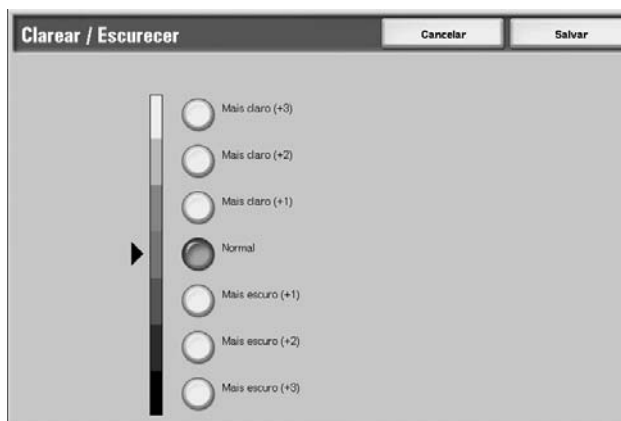 Clarear / Escurecer
Cancelar
Salvar
Mais claro (+3)
Mais claro (+2)
Mais claro (+1)
Normal
Mais escuro (+1)
Mais escuro (+2)
Mais escuro (+3)